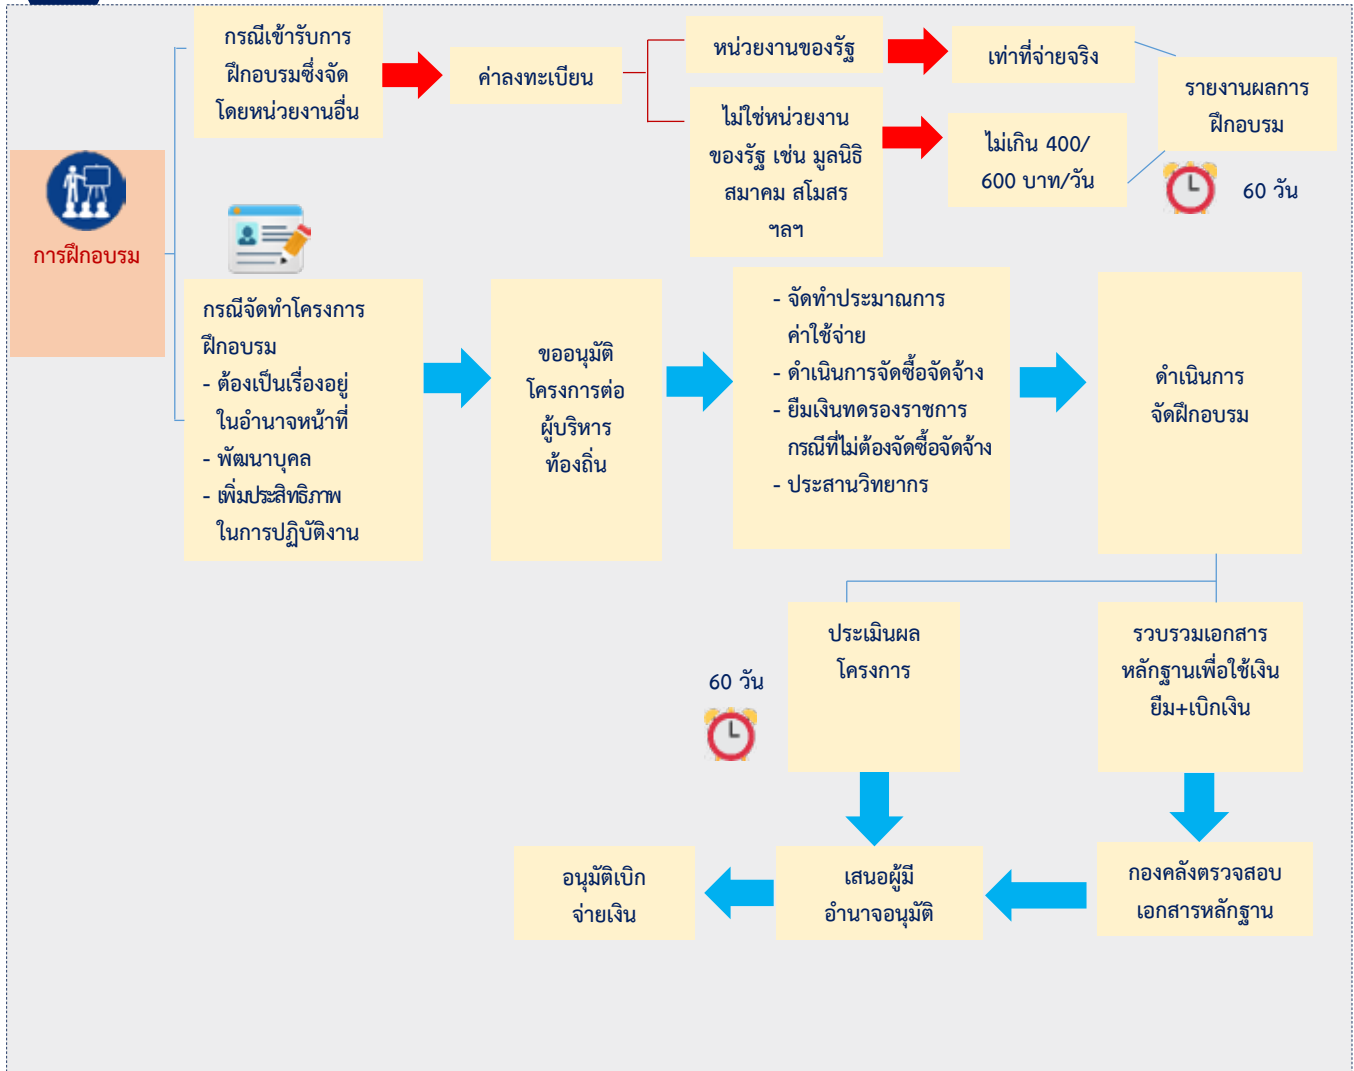 กรณีเข้ารับการ
ฝึกอบรมซึ่งจัด
โดยหน่วยงานอื่น
ค่าลงทะเบียน
หน่วยงานของรัฐ
เท่าที่จ่ายจริง
ไม่ใช่หน่วยงาน
ของรัฐ เช่น มูลนิธิ
สมาคม สโมสร
ฯลฯ
ไม่เกิน 400/
600 บาท/วัน
รายงานผลการ
ฝึกอบรม
60 วัน
การฝึกอบรม
กรณีจัดทำโครงการ
ฝึกอบรม
- ต้องเป็นเรื่องอยู่
ในอำนาจหน้าที่
- พัฒนาบุคล
- เพิ่มประสิทธิภาพ
ในการปฏิบัติงาน
ขออนุมัติ
โครงการต่อ
ผู้บริหาร
ท้องถิ่น
- จัดทำประมาณการ
ค่าใช้จ่าย
- ดำเนินการจัดซื้อจัดจ้าง
- ยืมเงินทดรองราชการ
กรณีที่ไม่ต้องจัดซื้อจัดจ้าง
- ประสานวิทยากร
ดำเนินการ
จัดฝึกอบรม
ประเมินผล
โครงการ
60 วัน
รวบรวมเอกสาร
หลักฐานเพื่อใช้เงิน
ยืม+เบิกเงิน
กองคลังตรวจสอบ
เอกสารหลักฐาน
เสนอผู้มี
อำนาจอนุมัติ
อนุมัติเบิก
จ่ายเงิน